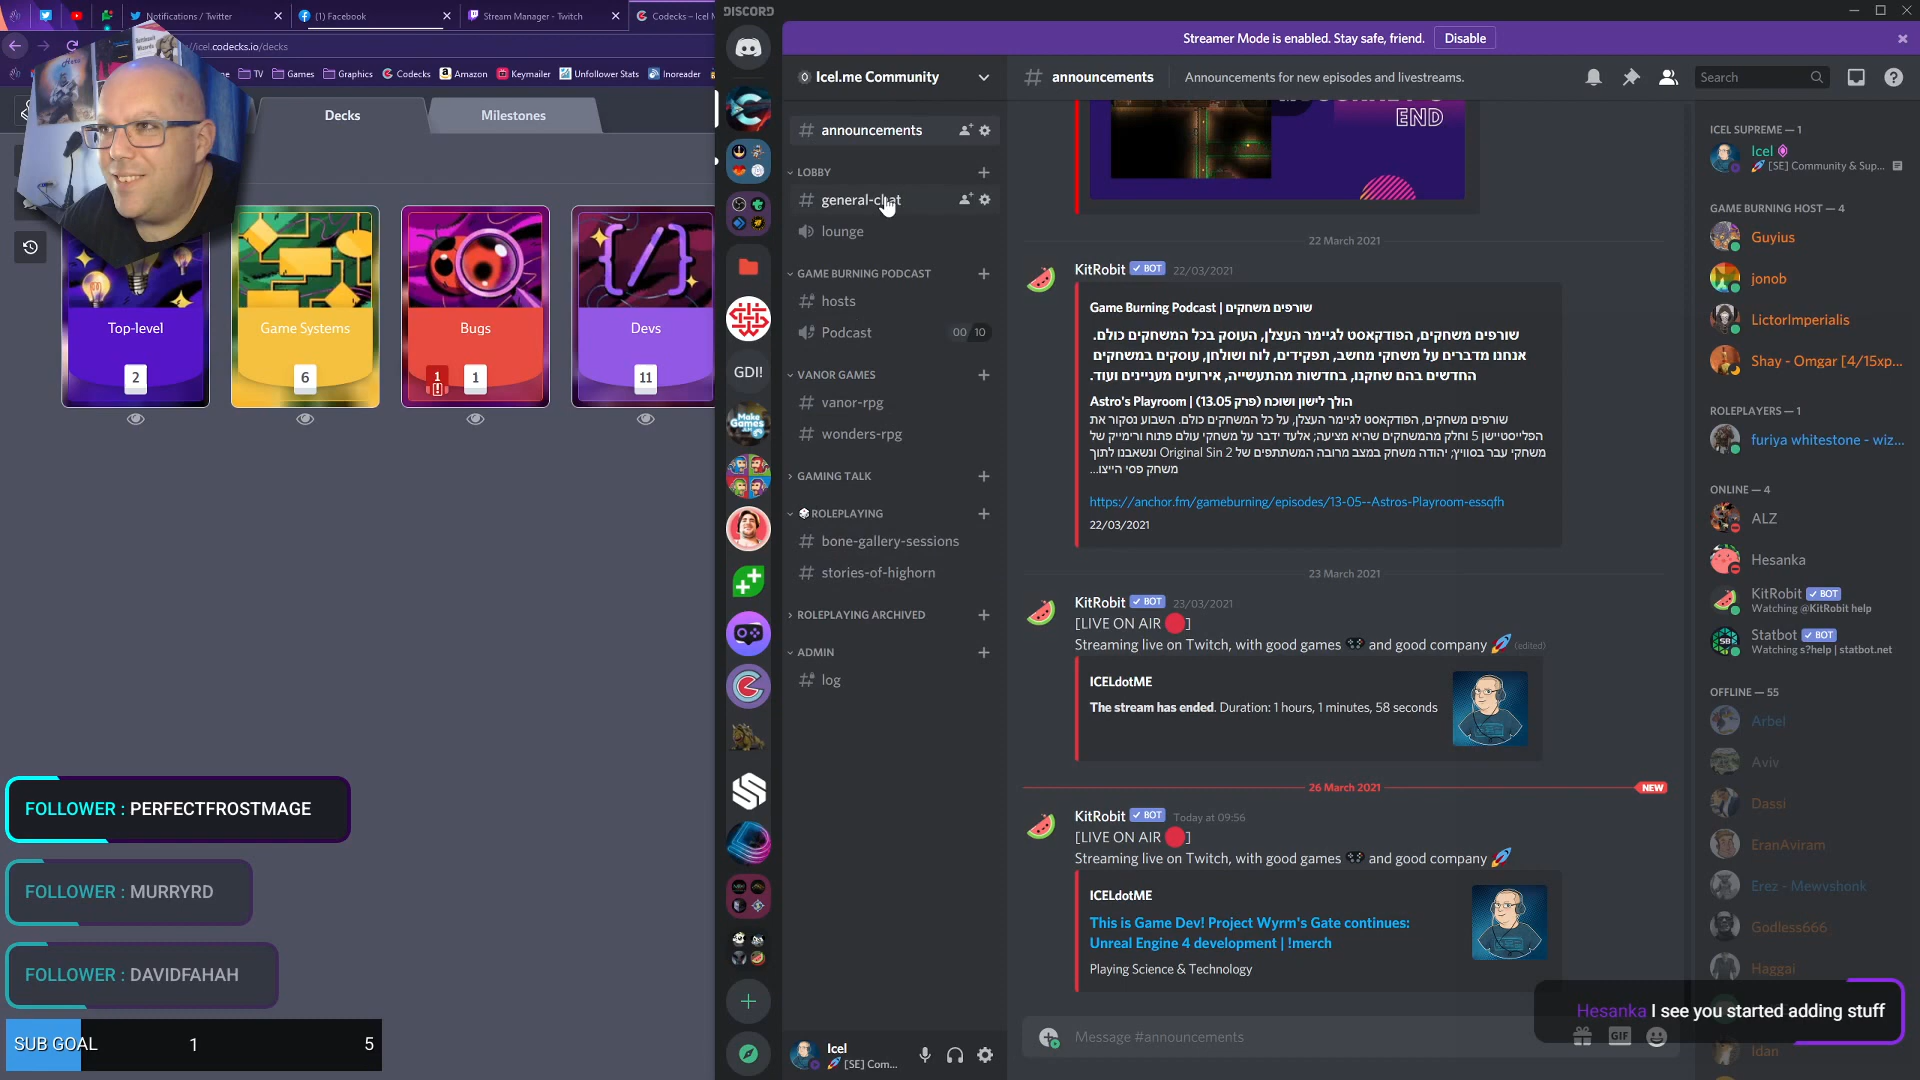 Notifications / Twitter
(1) Facebook
Stream Manager - Twitch
Codecks – Icel
icel.codecks.io/decks
TV
Games
Graphics
Codecks
Amazon
Keymailer
Unfollower Stats
Inoreader
Decks
Milestones
Top-level
2
Game Systems
6
Bugs
1
1
Devs
11
FOLLOWER : PERFECTFROSTMAGE
FOLLOWER : MURRYRD
FOLLOWER : DAVIDFAHAH
SUB GOAL 1 5
DISCORD
GDI!
Streamer Mode is enabled. Stay safe, friend.
Disable
Icel.me Community
announcements
LOBBY
general-chat
lounge
GAME BURNING PODCAST
hosts
Podcast 00 10
VANOR GAMES
vanor-rpg
wonders-rpg
GAMING TALK
ROLEPLAYING
bone-gallery-sessions
stories-of-highorn
ROLEPLAYING ARCHIVED
ADMIN
log
Icel
[SE] Com...
announcements
Announcements for new episodes and livestreams.
Search
END
22 March 2021
KitRobit BOT 22/03/2021
Game Burning Podcast | שורפים משחקים
שורפים משחקים, הפודקאסט לגיימר העצלן, העוסק בכל המשחקים כולם.
אנחנו מדברים על משחקי מחשב, תפקידים, לוח ושולחן, עוסקים במשחקים
החדשים בהם שחקנו, בחדשות מהתעשייה, אירועים מעניינים ועוד.
Astro's Playroom | (פרק 13.05) הולך לישון ושוכח
שורפים משחקים, הפודקאסט לגיימר העצלן, על כל המשחקים כולם. השבוע נסקור את
הפלייסטיישן 5 וחלק מהמשחקים שהיא מציעה; אלעד ידבר על משחקי עולם פתוח ורימייק של
משחקי עבר בסוויץ; יהודה משחק במצב מרובה המשתתפים של Original Sin 2 ונשאבנו לתוך
משחק פסי הייצו...
https://anchor.fm/gameburning/episodes/13-05--Astros-Playroom-essqfh
22/03/2021
23 March 2021
KitRobit BOT 23/03/2021
[LIVE ON AIR 🔴]
Streaming live on Twitch, with good games 🎮 and good company 🚀 (edited)
ICELdotME
The stream has ended. Duration: 1 hours, 1 minutes, 58 seconds
26 March 2021 NEW
KitRobit BOT Today at 09:56
[LIVE ON AIR 🔴]
Streaming live on Twitch, with good games 🎮 and good company 🚀
ICELdotME
This is Game Dev! Project Wyrm's Gate continues:
Unreal Engine 4 development | !merch
Playing Science & Technology
Message #announcements
GIF
ICEL SUPREME — 1
Icel
[SE] Community & Sup...
GAME BURNING HOST — 4
Guyius
jonob
LictorImperialis
Shay - Omgar [4/15xp...
ROLEPLAYERS — 1
furiya whitestone - wiz...
ONLINE — 4
ALZ
Hesanka
KitRobit BOT
Watching @KitRobit help
Statbot BOT
Watching s?help | statbot.net
OFFLINE — 55
Arbel
Aviv
Dassi
EranAviram
Erez - Mewvshonk
Godless666
Haggai
Hesanka I see you started adding stuff
Idan